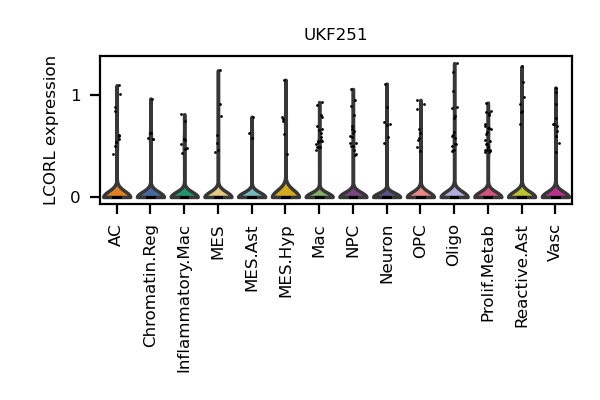 UKF251
LCORL expression
1
0
AC
Chromatin.Reg
Inflammatory.Mac
MES
MES.Ast
MES.Hyp
Mac
NPC
Neuron
OPC
Oligo
Prolif.Metab
Reactive.Ast
Vasc